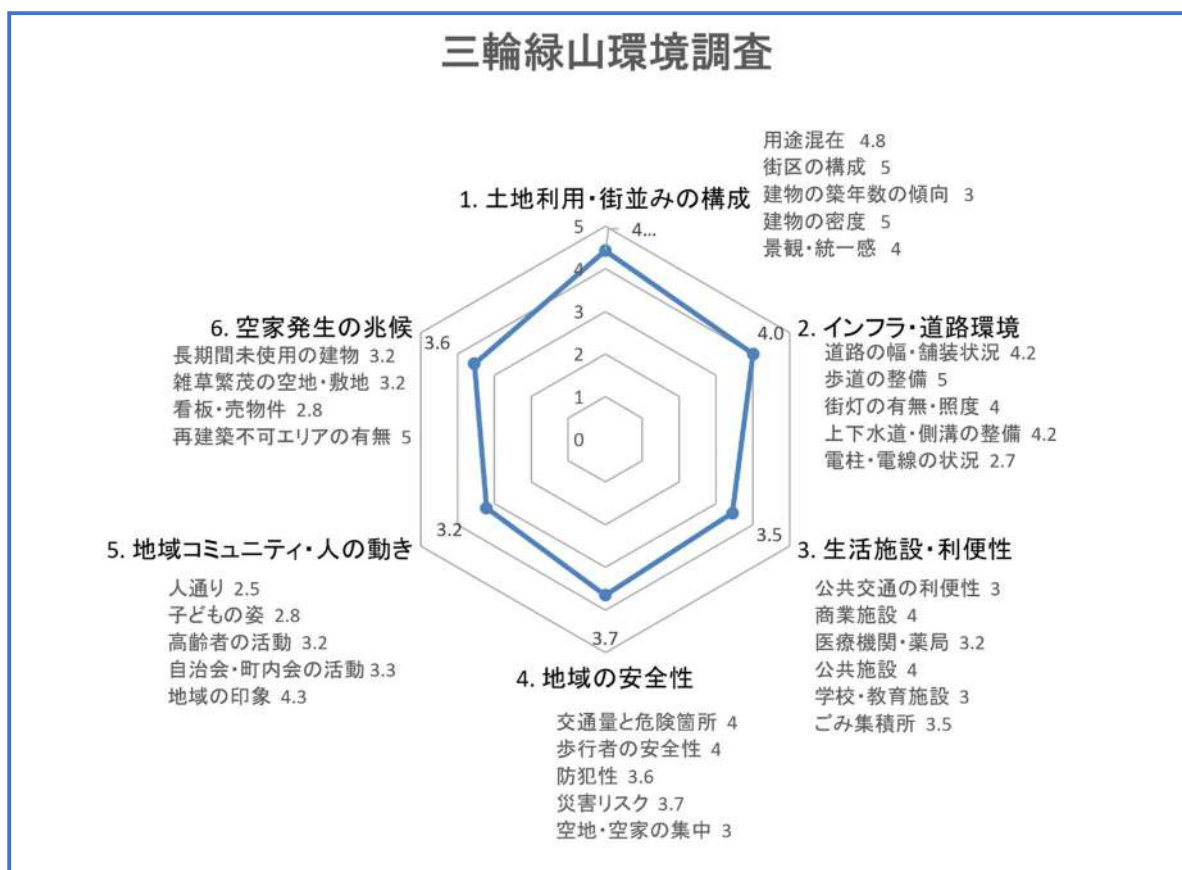 三輪緑山環境調査
用途混在 4.8
街区の構成 5
建物の築年数の傾向 3
建物の密度 5
景観・統一感 4
1. 土地利用・街並みの構成
5
4...
4
3
2
1
0
6. 空家発生の兆候
3.6
長期間未使用の建物 3.2
雑草繁茂の空地・敷地 3.2
看板・売物件 2.8
再建築不可エリアの有無 5
4.0
2. インフラ・道路環境
道路の幅・舗装状況 4.2
歩道の整備 5
街灯の有無・照度 4
上下水道・側溝の整備 4.2
電柱・電線の状況 2.7
3.2
5. 地域コミュニティ・人の動き
人通り 2.5
子どもの姿 2.8
高齢者の活動 3.2
自治会・町内会の活動 3.3
地域の印象 4.3
3.5
3. 生活施設・利便性
公共交通の利便性 3
商業施設 4
医療機関・薬局 3.2
公共施設 4
学校・教育施設 3
ごみ集積所 3.5
3.7
4. 地域の安全性
交通量と危険箇所 4
歩行者の安全性 4
防犯性 3.6
災害リスク 3.7
空地・空家の集中 3